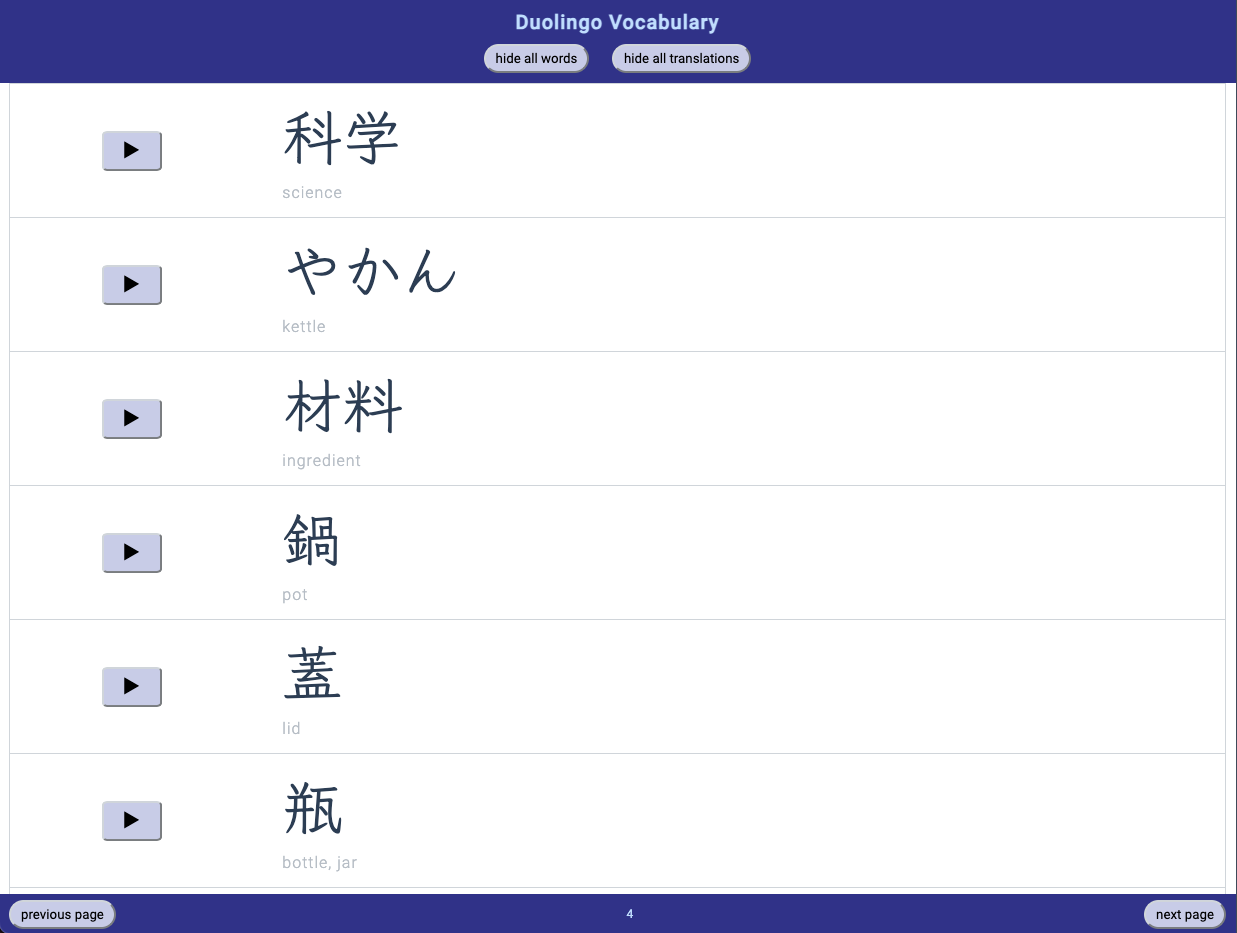 Duolingo Vocabulary
hide all words hide all translations
科学
science
やかん
kettle
材料
ingredient
鍋
pot
蓋
lid
瓶
bottle, jar
previous page 4 next page